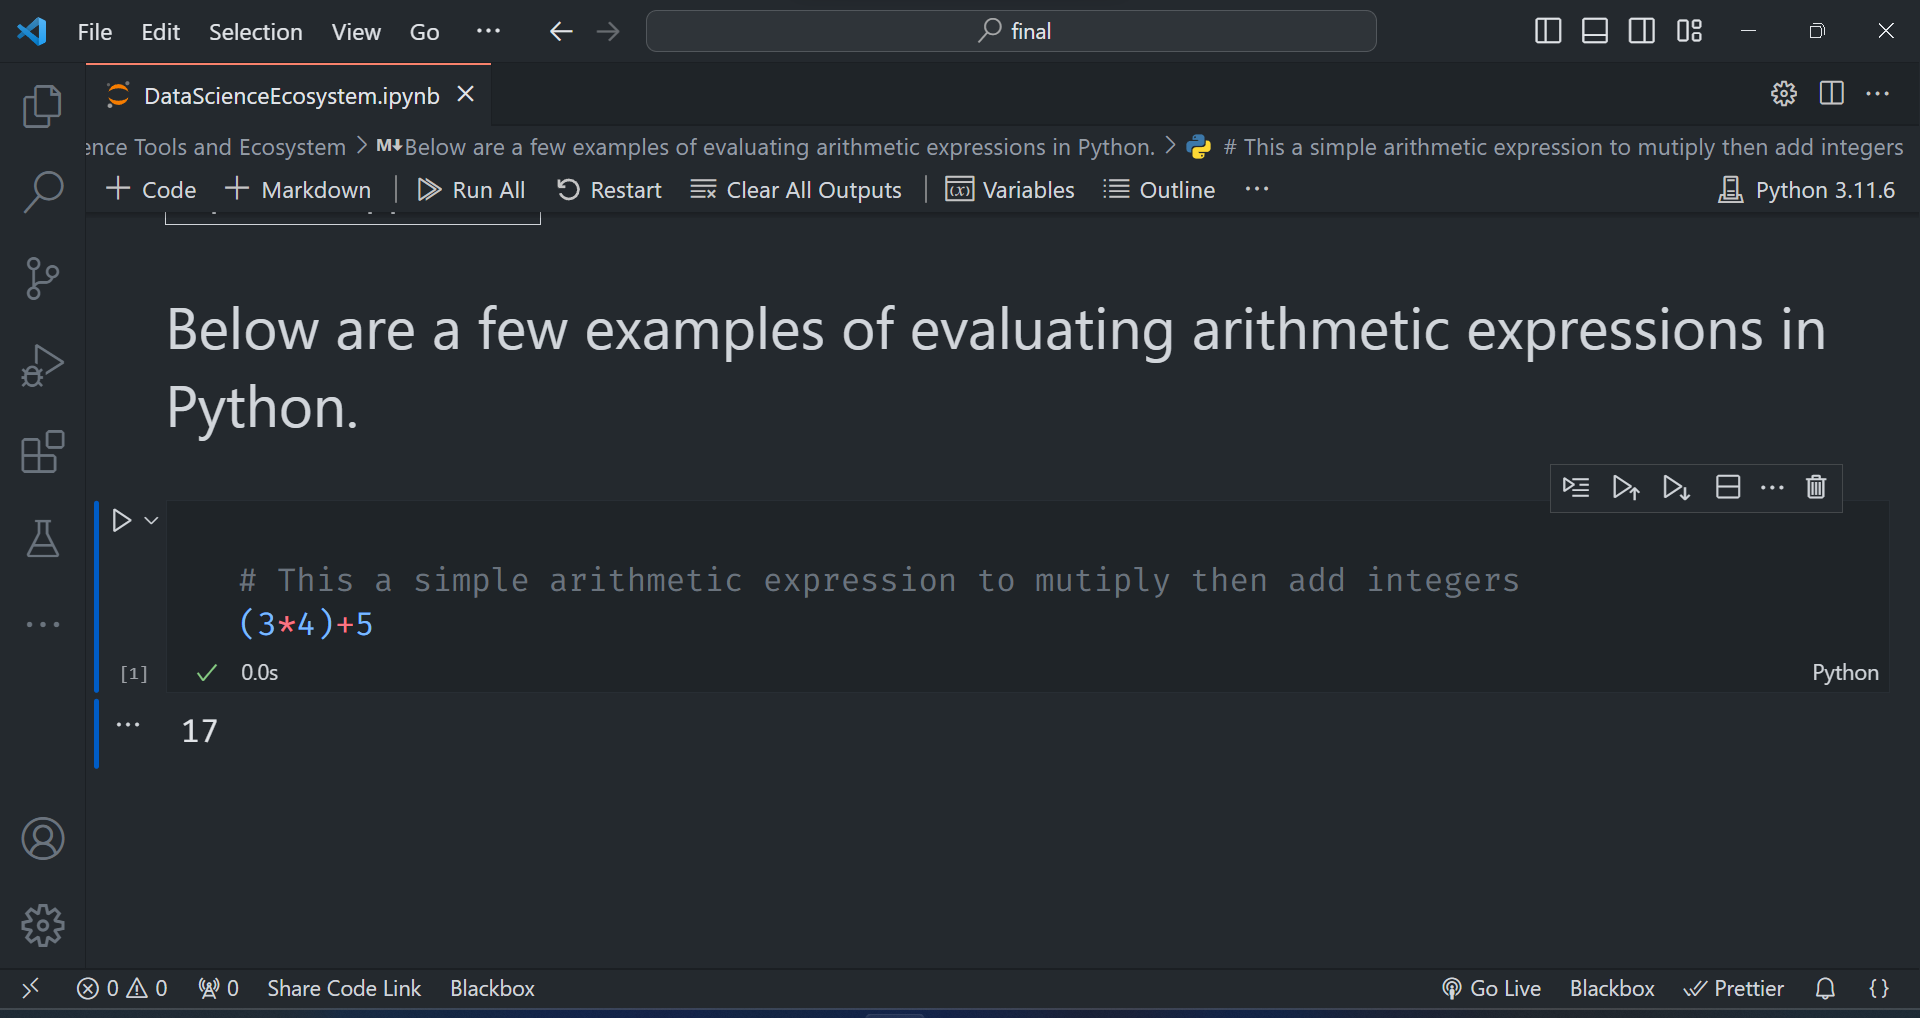 File Edit Selection View Go ··· final
DataScienceEcosystem.ipynb
ence Tools and Ecosystem > M↓ Below are a few examples of evaluating arithmetic expressions in Python. > # This a simple arithmetic expression to mutiply then add integers
+ Code + Markdown | Run All Restart Clear All Outputs | (x) Variables Outline ··· Python 3.11.6
Below are a few examples of evaluating arithmetic expressions in
Python.
# This a simple arithmetic expression to mutiply then add integers
(3*4)+5
[1] ✓ 0.0s Python
··· 17
0 0 0 Share Code Link Blackbox Go Live Blackbox Prettier {}